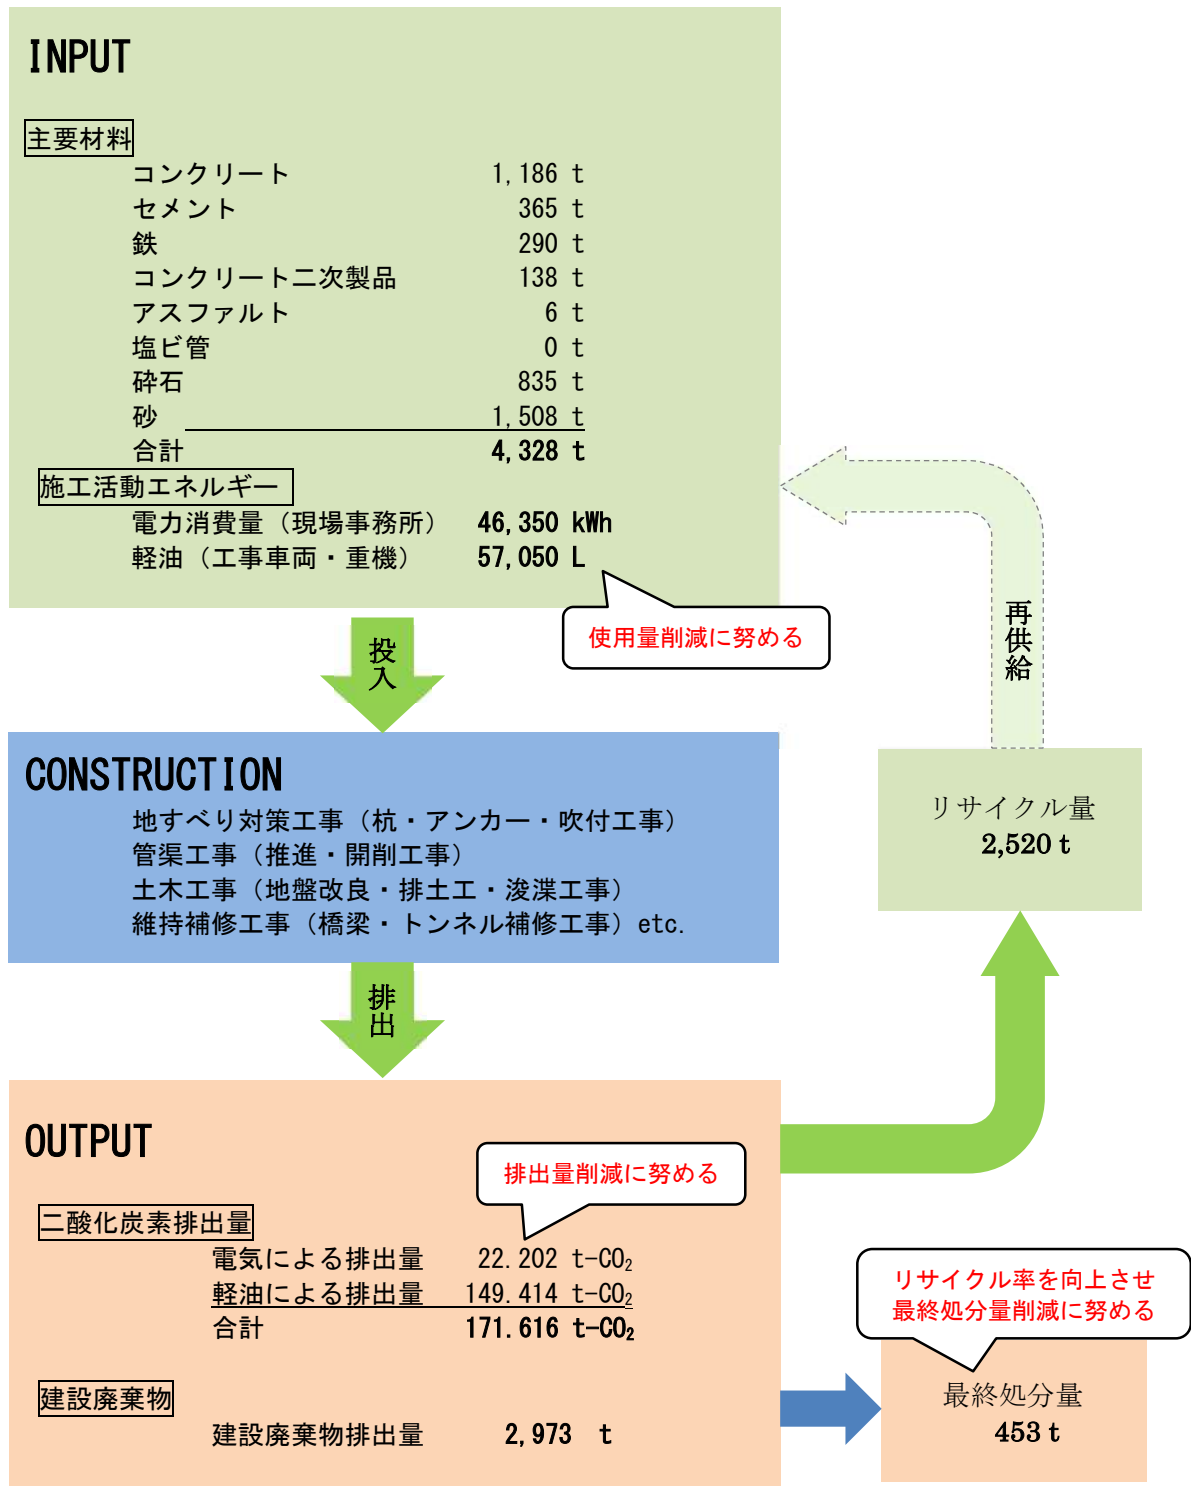 INPUT
主要材料
コンクリート 1,186 t
セメント 365 t
鉄 290 t
コンクリート二次製品 138 t
アスファルト 6 t
塩ビ管 0 t
砕石 835 t
砂 1,508 t
合計 4,328 t
施工活動エネルギー
電力消費量（現場事務所） 46,350 kWh
軽油（工事車両・重機） 57,050 L
使用量削減に努める
投入
再供給
CONSTRUCTION
地すべり対策工事（杭・アンカー・吹付工事）
管渠工事（推進・開削工事）
土木工事（地盤改良・排土工・浚渫工事）
維持補修工事（橋梁・トンネル補修工事）etc.
リサイクル量
2,520 t
排出
OUTPUT
排出量削減に努める
二酸化炭素排出量
電気による排出量 22.202 t-CO₂
軽油による排出量 149.414 t-CO₂
合計 171.616 t-CO₂
建設廃棄物
建設廃棄物排出量 2,973 t
リサイクル率を向上させ
最終処分量削減に努める
最終処分量
453 t